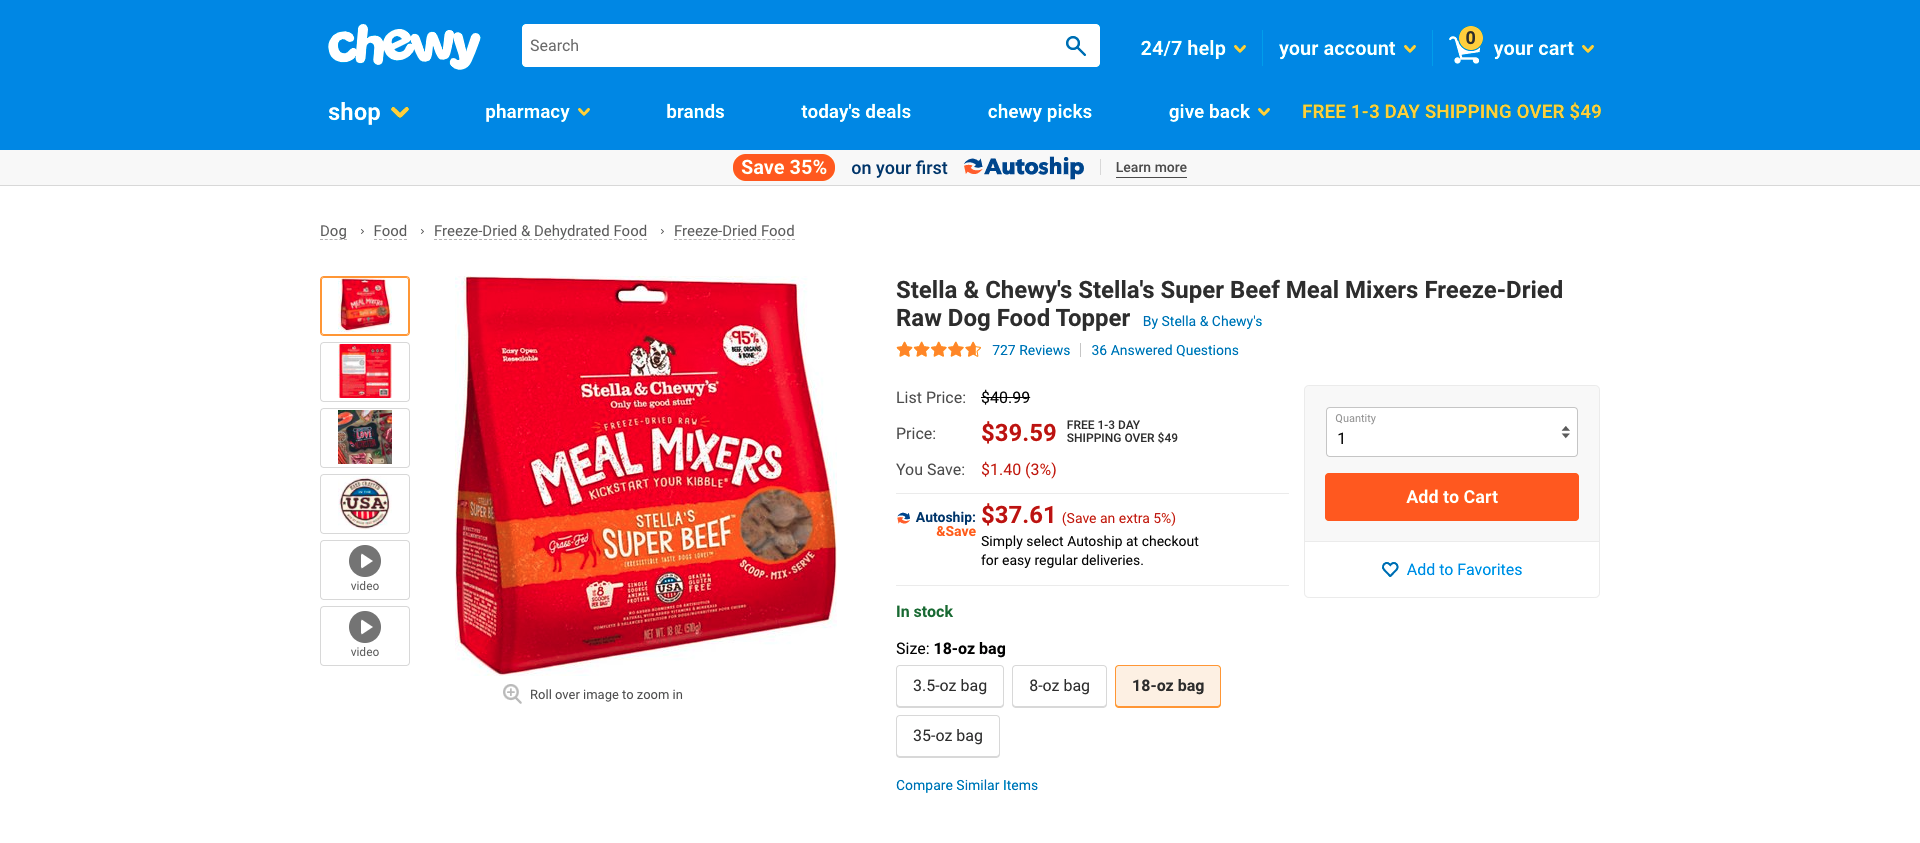 chewy
Search
24/7 help
your account
0
your cart
shop
pharmacy
brands
today's deals
chewy picks
give back
FREE 1-3 DAY SHIPPING OVER $49
Save 35% on your first Autoship Learn more
Dog › Food › Freeze-Dried & Dehydrated Food › Freeze-Dried Food
USA
video
video
Easy Open
Resealable
95%
BEEF, ORGANS
& BONE
Stella & Chewy's
Only the good stuff
FREEZE-DRIED RAW
MEAL MIXERS
KICKSTART YOUR KIBBLE
STELLA'S
SUPER BEEF
Grass-Fed
IRRESISTIBLE TASTE DOGS LOVE!
SCOOP • MIX • SERVE
SINGLE
SOURCE
ANIMAL
PROTEIN
USA
GRAIN &
GLUTEN
FREE
NET WT. 18 OZ. (510g)
Roll over image to zoom in
Stella & Chewy's Stella's Super Beef Meal Mixers Freeze-Dried
Raw Dog Food Topper By Stella & Chewy's
727 Reviews 36 Answered Questions
List Price: $40.99
Price: $39.59 FREE 1-3 DAY
SHIPPING OVER $49
You Save: $1.40 (3%)
Autoship: $37.61 (Save an extra 5%)
&Save
Simply select Autoship at checkout
for easy regular deliveries.
In stock
Size: 18-oz bag
3.5-oz bag
8-oz bag
18-oz bag
35-oz bag
Compare Similar Items
Quantity
1
Add to Cart
Add to Favorites